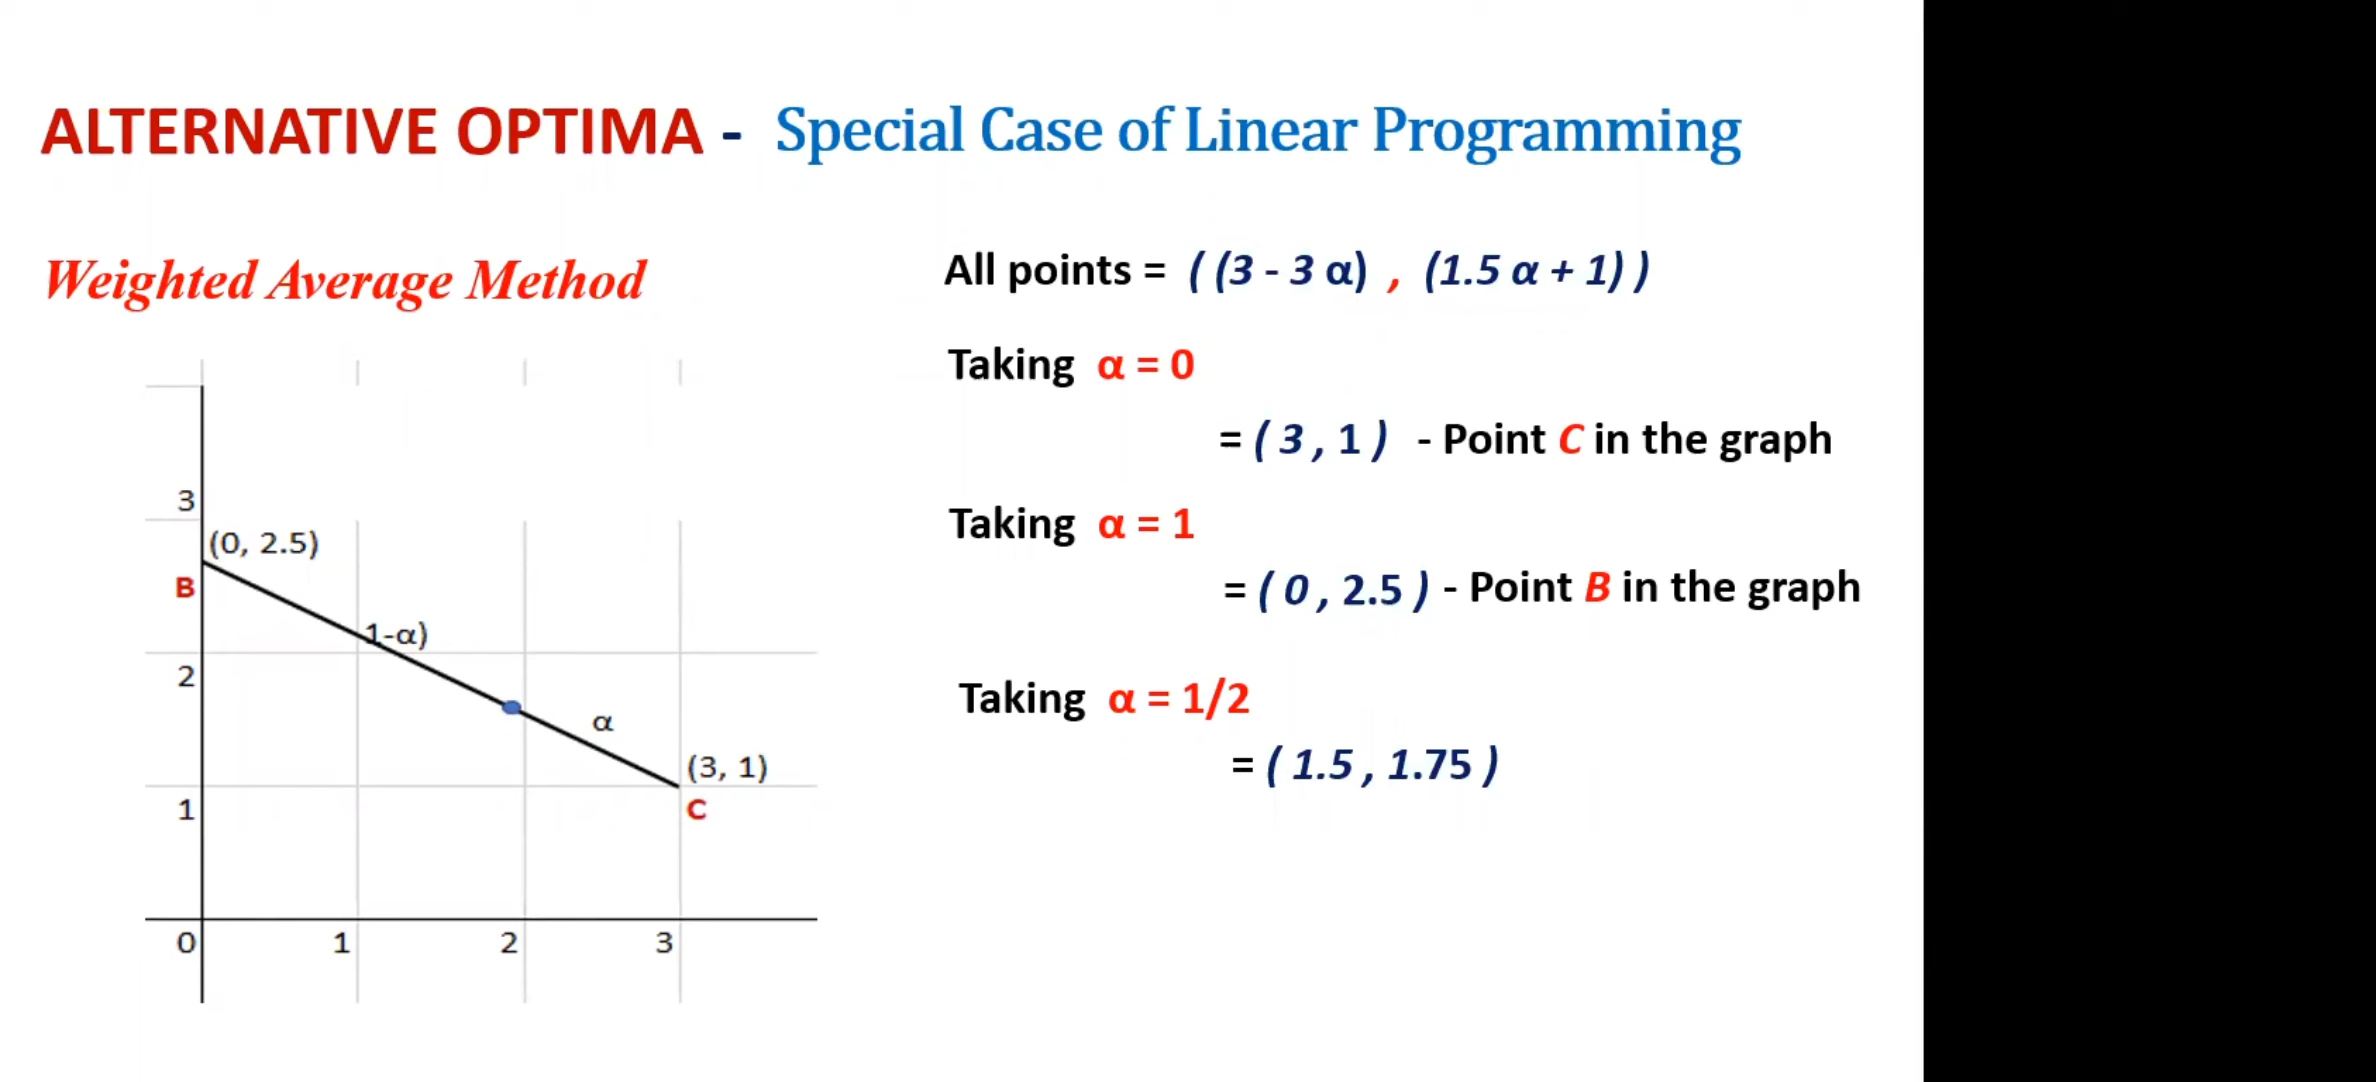 ALTERNATIVE OPTIMA - Special Case of Linear Programming
Weighted Average Method
3
(0, 2.5)
B
1-α)
2
α
(3, 1)
1
C
0 1 2 3
All points = ( (3 - 3 α) , (1.5 α + 1) )
Taking α = 0
= ( 3 , 1 ) - Point C in the graph
Taking α = 1
= ( 0 , 2.5 ) - Point B in the graph
Taking α = 1/2
= ( 1.5 , 1.75 )